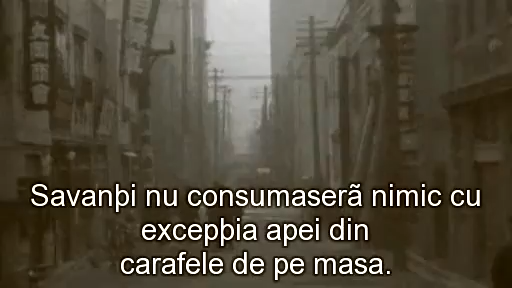 Savanþi nu consumaserã nimic cu
excepþia apei din
carafele de pe masa.